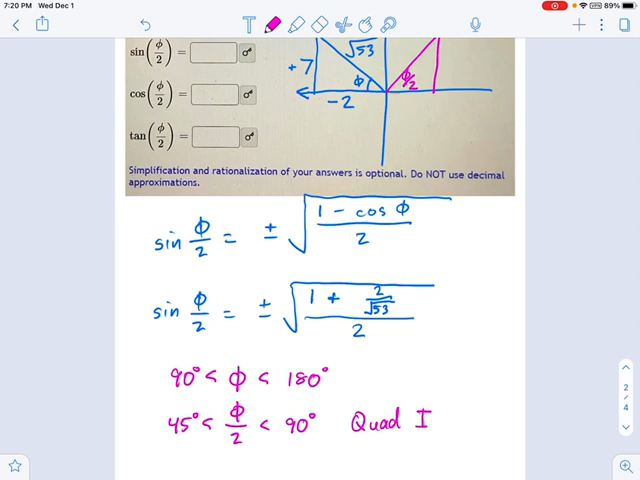 7:20 PM Wed Dec 1
89%
sin(ϕ/2) =
√53
+7
ϕ
ϕ/2
cos(ϕ/2) =
-2
tan(ϕ/2) =
Simplification and rationalization of your answers is optional. Do NOT use decimal
approximations.
sin ϕ/2 = ± √((1 - cos ϕ)/2)
sin ϕ/2 = ± √((1 + 2/√53)/2)
90° < ϕ < 180°
45° < ϕ/2 < 90° Quad I
2
/
4